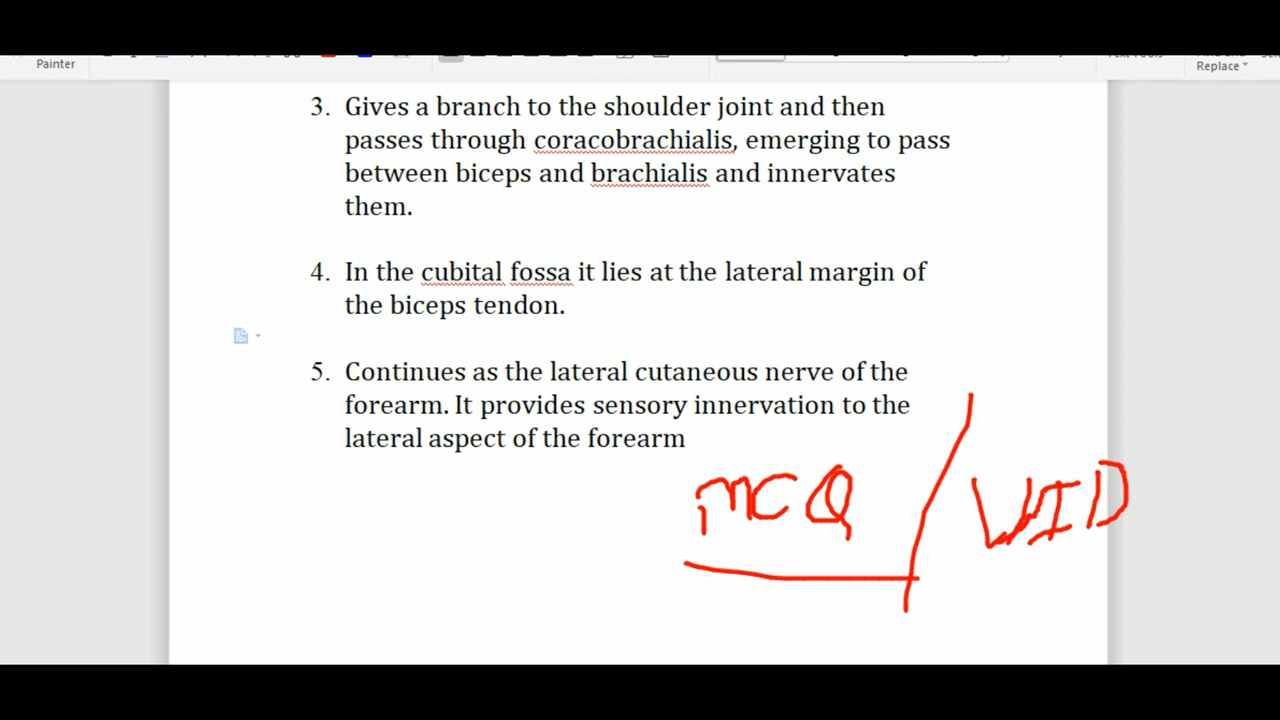 Painter
Replace
3. Gives a branch to the shoulder joint and then
passes through coracobrachialis, emerging to pass
between biceps and brachialis and innervates
them.
4. In the cubital fossa it lies at the lateral margin of
the biceps tendon.
5. Continues as the lateral cutaneous nerve of the
forearm. It provides sensory innervation to the
lateral aspect of the forearm
MCQ